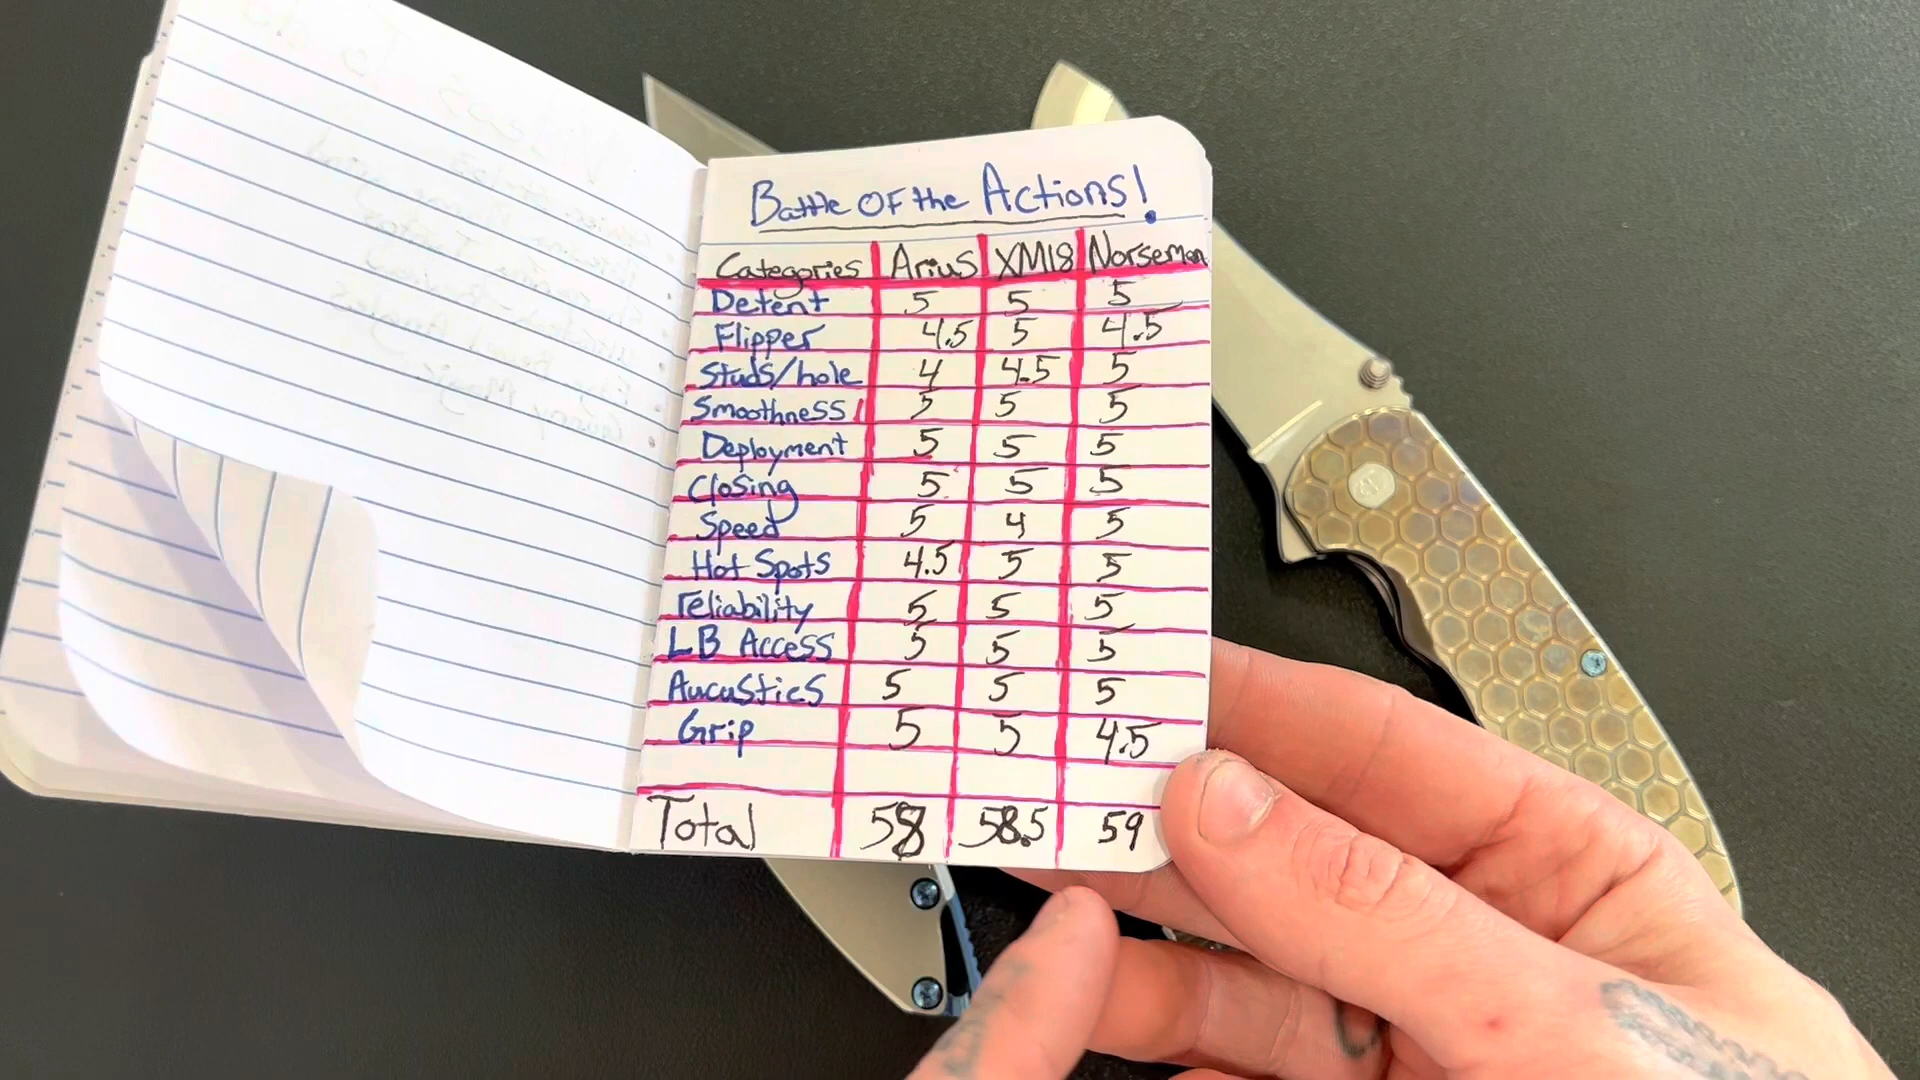 Battle OF the Actions!
Categories Arius XM18 Norseman
Detent 5 5 5
Flipper 4.5 5 4.5
Studs/hole 4 4.5 5
Smoothness 5 5 5
Deployment 5 5 5
Closing 5 5 5
Speed 5 4 5
Hot Spots 4.5 5 5
reliability 5 5 5
LB Access 5 5 5
Aucustics 5 5 5
Grip 5 5 4.5
Total 58 58.5 59